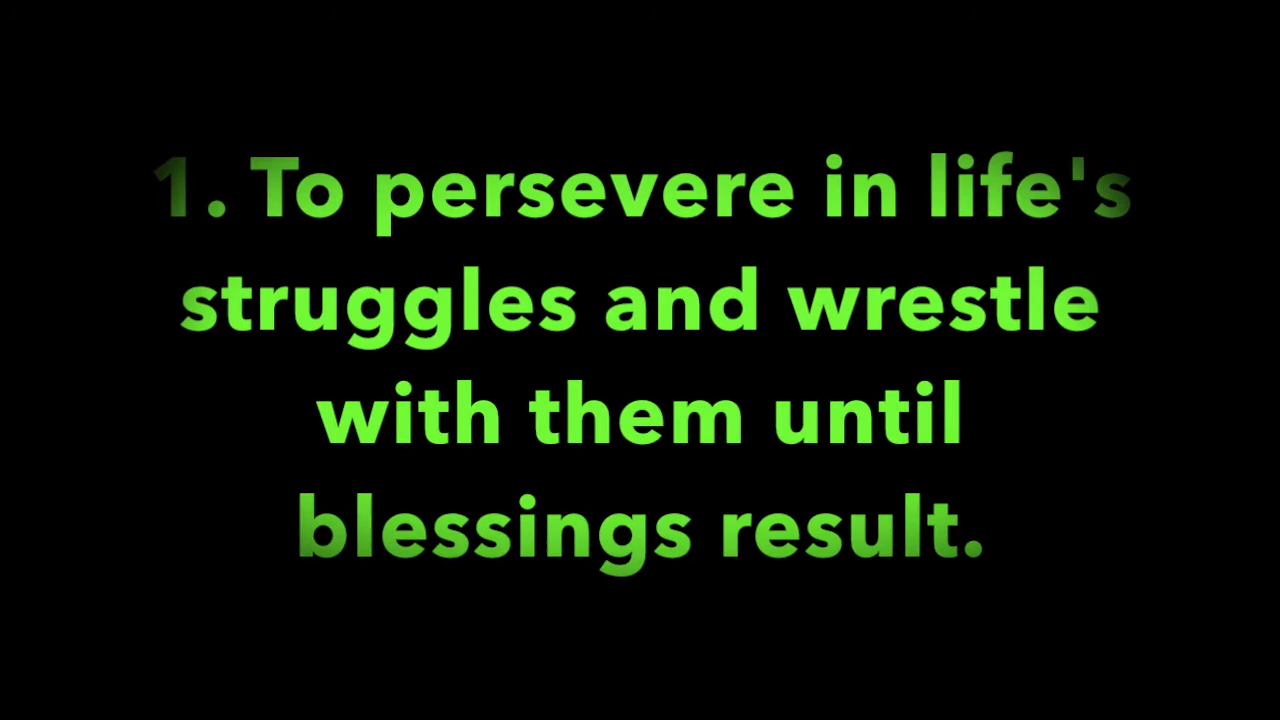 1. To persevere in life's
struggles and wrestle
with them until
blessings result.